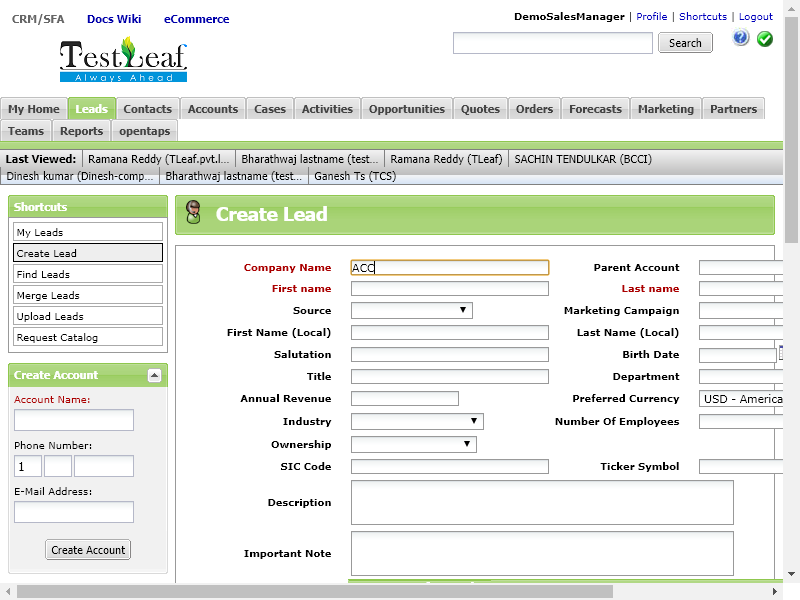 CRM/SFA Docs Wiki eCommerce
DemoSalesManager | Profile | Shortcuts | Logout
TestLeaf
Always Ahead
Search
?
My Home Leads Contacts Accounts Cases Activities Opportunities Quotes Orders Forecasts Marketing Partners
Teams Reports opentaps
Last Viewed: Ramana Reddy (TLeaf.pvt.l... Bharathwaj lastname (test... Ramana Reddy (TLeaf) SACHIN TENDULKAR (BCCI)
Dinesh kumar (Dinesh-comp... Bharathwaj lastname (test... Ganesh Ts (TCS)
Shortcuts
My Leads
Create Lead
Find Leads
Merge Leads
Upload Leads
Request Catalog
Create Account
Account Name:
Phone Number:
1
E-Mail Address:
Create Account
Create Lead
Company Name ACC Parent Account
First name Last name
Source Marketing Campaign
First Name (Local) Last Name (Local)
Salutation Birth Date
Title Department
Annual Revenue Preferred Currency USD - America
Industry Number Of Employees
Ownership
SIC Code Ticker Symbol
Description
Important Note